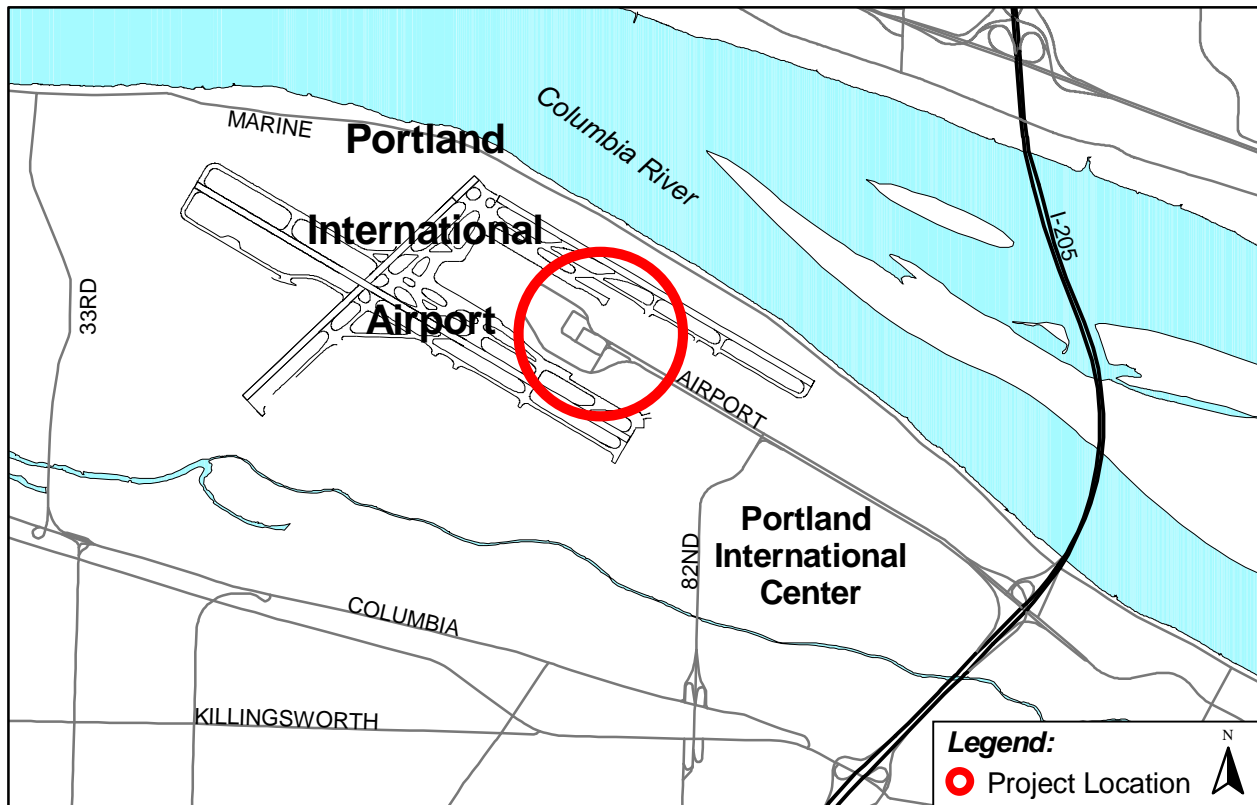 MARINE
Portland
International
Airport
Columbia River
I-205
33RD
AIRPORT
82ND
Portland
International
Center
COLUMBIA
KILLINGSWORTH
Legend:
Project Location
N